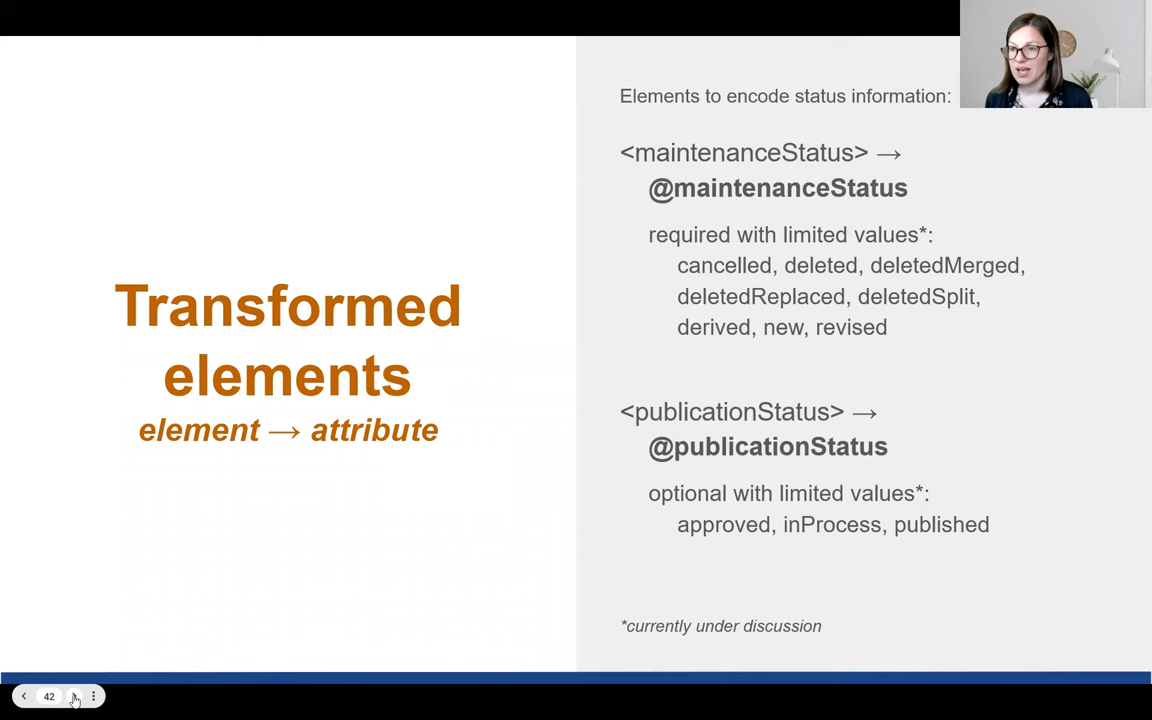 Transformed
elements
element → attribute
Elements to encode status information:
<maintenanceStatus> →
@maintenanceStatus
required with limited values*:
cancelled, deleted, deletedMerged,
deletedReplaced, deletedSplit,
derived, new, revised
<publicationStatus> →
@publicationStatus
optional with limited values*:
approved, inProcess, published
*currently under discussion
42